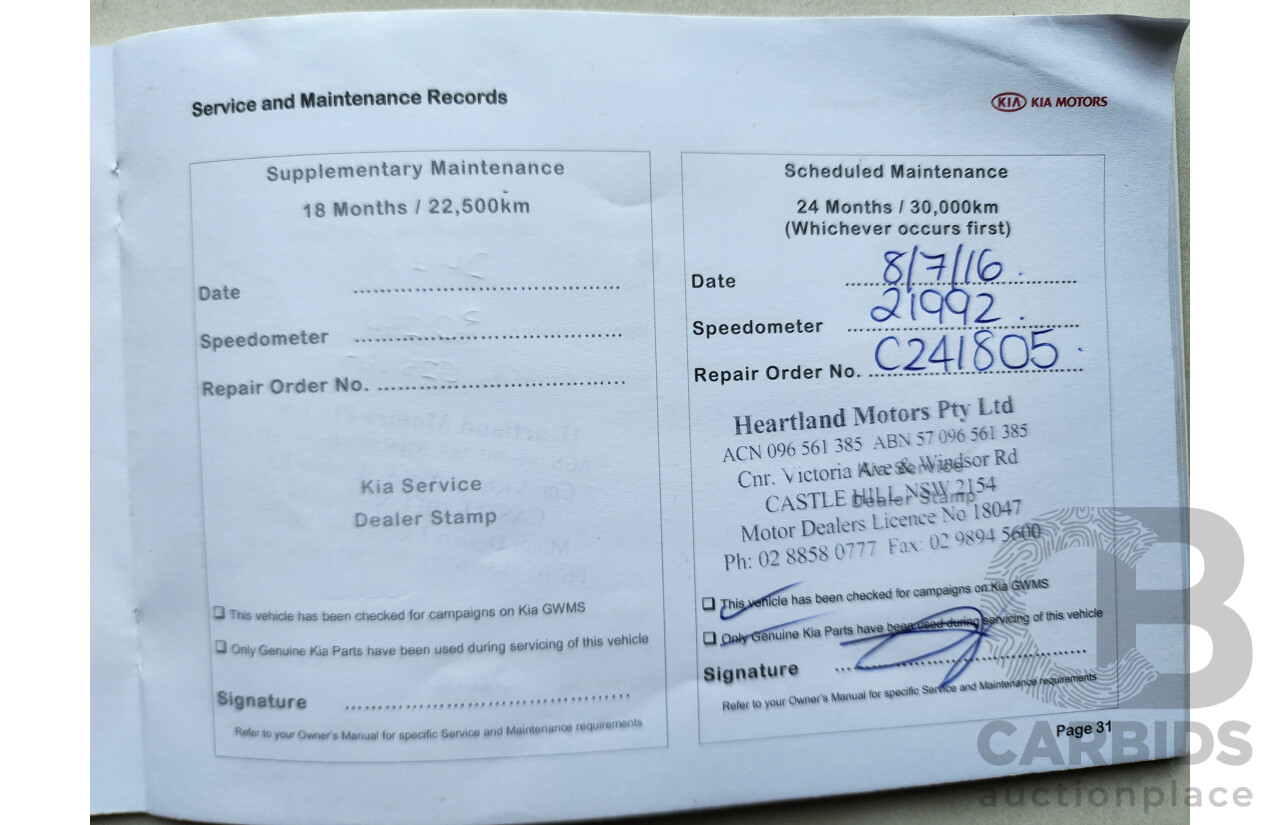 Service and Maintenance Records
KIA KIA MOTORS
Supplementary Maintenance
18 Months / 22,500km
Date
Speedometer
Repair Order No.
Kia Service
Dealer Stamp
❑ This vehicle has been checked for campaigns on Kia GWMS
❑ Only Genuine Kia Parts have been used during servicing of this vehicle
Signature
Refer to your Owner's Manual for specific Service and Maintenance requirements
Scheduled Maintenance
24 Months / 30,000km
(Whichever occurs first)
Date 8/7/16.
Speedometer 21992.
Repair Order No. C241805.
Heartland Motors Pty Ltd
ACN 096 561 385 ABN 57 096 561 385
Cnr. Victoria Ave & Windsor Rd
Kia Service
CASTLE HILL NSW 2154
Dealer Stamp
Motor Dealers Licence No 18047
Ph: 02 8858 0777 Fax: 02 9894 5600
❑ This vehicle has been checked for campaigns on Kia GWMS
❑ Only Genuine Kia Parts have been used during servicing of this vehicle
Signature
Refer to your Owner's Manual for specific Service and Maintenance requirements
Page 31
CARBIDS
auctionplace